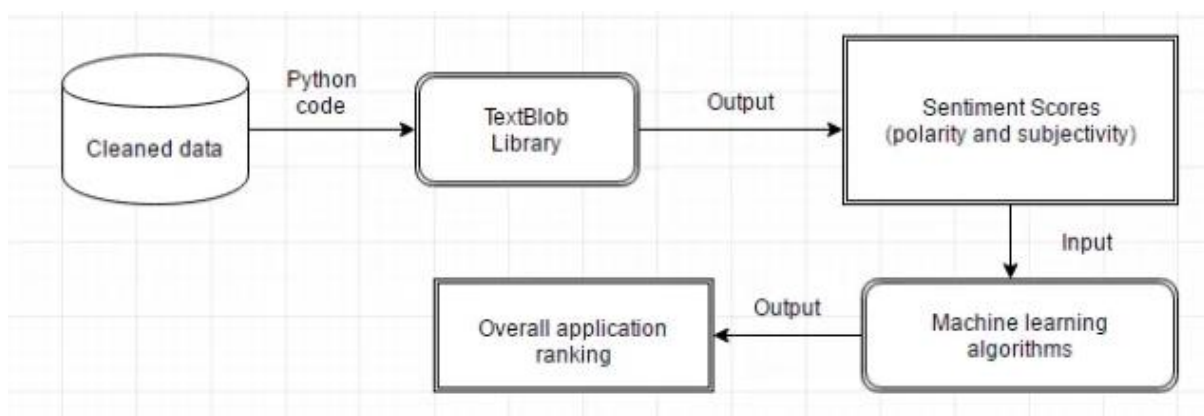 Cleaned data
Python
code
TextBlob
Library
Output
Sentiment Scores
(polarity and subjectivity)
Input
Machine learning
algorithms
Output
Overall application
ranking